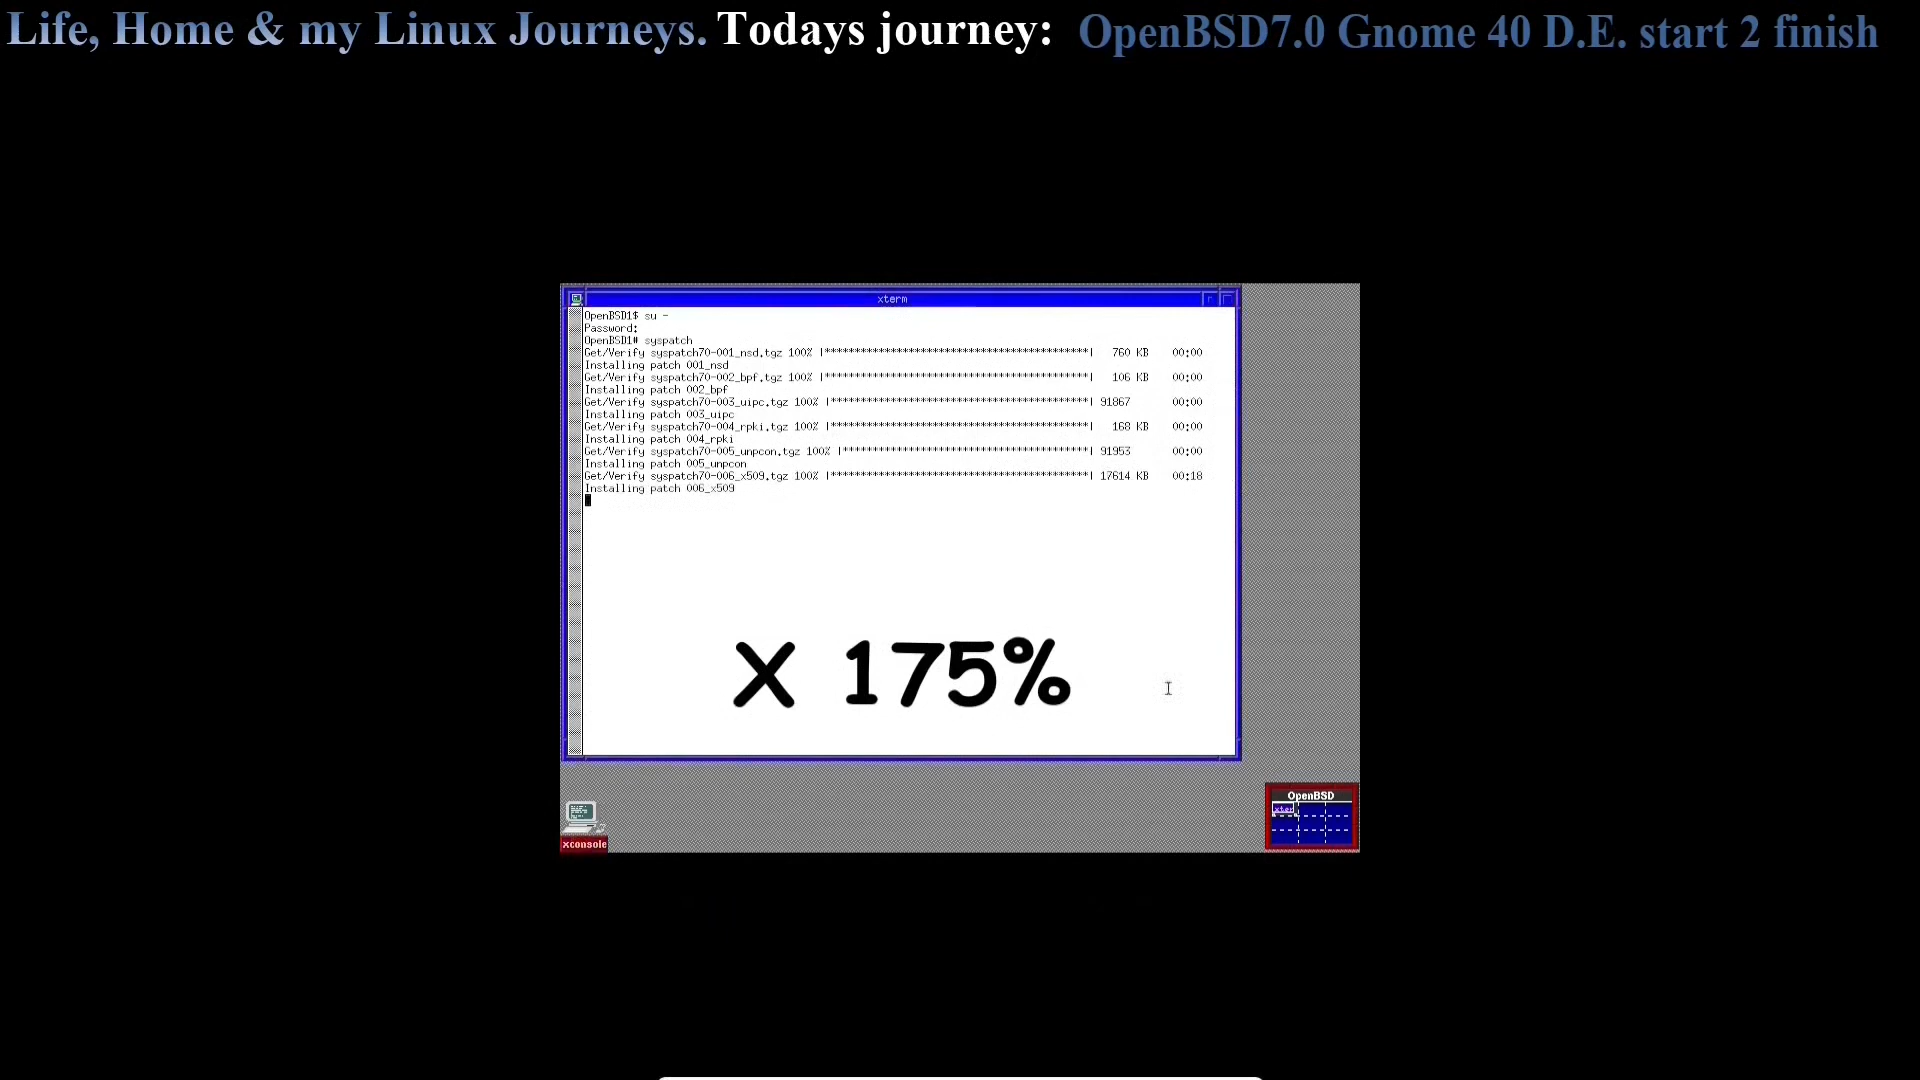 Life, Home & my Linux Journeys. Todays journey: OpenBSD7.0 Gnome 40 D.E. start 2 finish
xterm
OpenBSD1$ su -
Password:
OpenBSD1# syspatch
Get/Verify syspatch70-001_nsd.tgz 100% |********************************************| 760 KB 00:00
Installing patch 001_nsd
Get/Verify syspatch70-002_bpf.tgz 100% |********************************************| 106 KB 00:00
Installing patch 002_bpf
Get/Verify syspatch70-003_uipc.tgz 100% |*******************************************| 91867 00:00
Installing patch 003_uipc
Get/Verify syspatch70-004_rpki.tgz 100% |*******************************************| 168 KB 00:00
Installing patch 004_rpki
Get/Verify syspatch70-005_unpcon.tgz 100% |*****************************************| 91953 00:00
Installing patch 005_unpcon
Get/Verify syspatch70-006_x509.tgz 100% |*******************************************| 17614 KB 00:18
Installing patch 006_x509
X 175%
OpenBSD
xter
xconsole